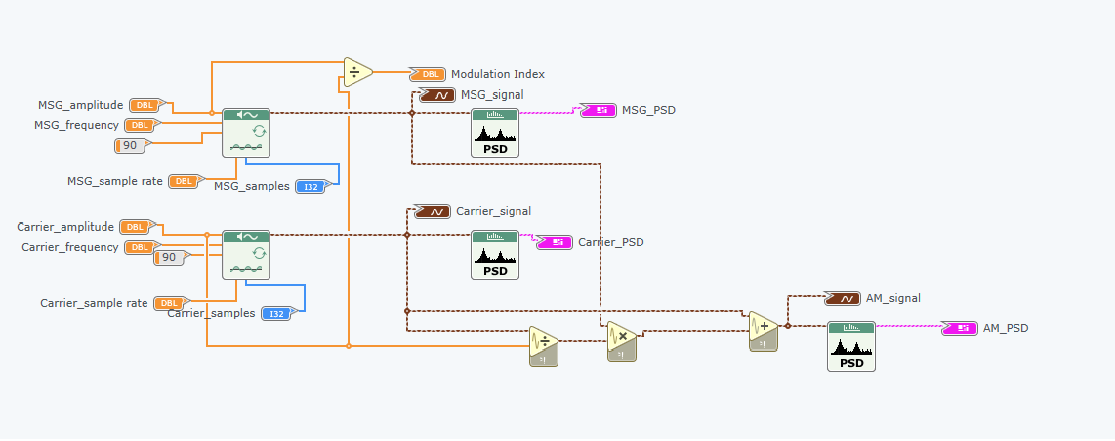 ÷
DBL
Modulation Index
MSG_amplitude
DBL
MSG_signal
MSG_PSD
MSG_frequency
DBL
90
PSD
MSG_sample rate
DBL
MSG_samples
I32
Carrier_signal
Carrier_amplitude
DBL
Carrier_frequency
DBL
90
PSD
Carrier_PSD
Carrier_sample rate
DBL
Carrier_samples
I32
AM_signal
÷
×
+
AM_PSD
PSD